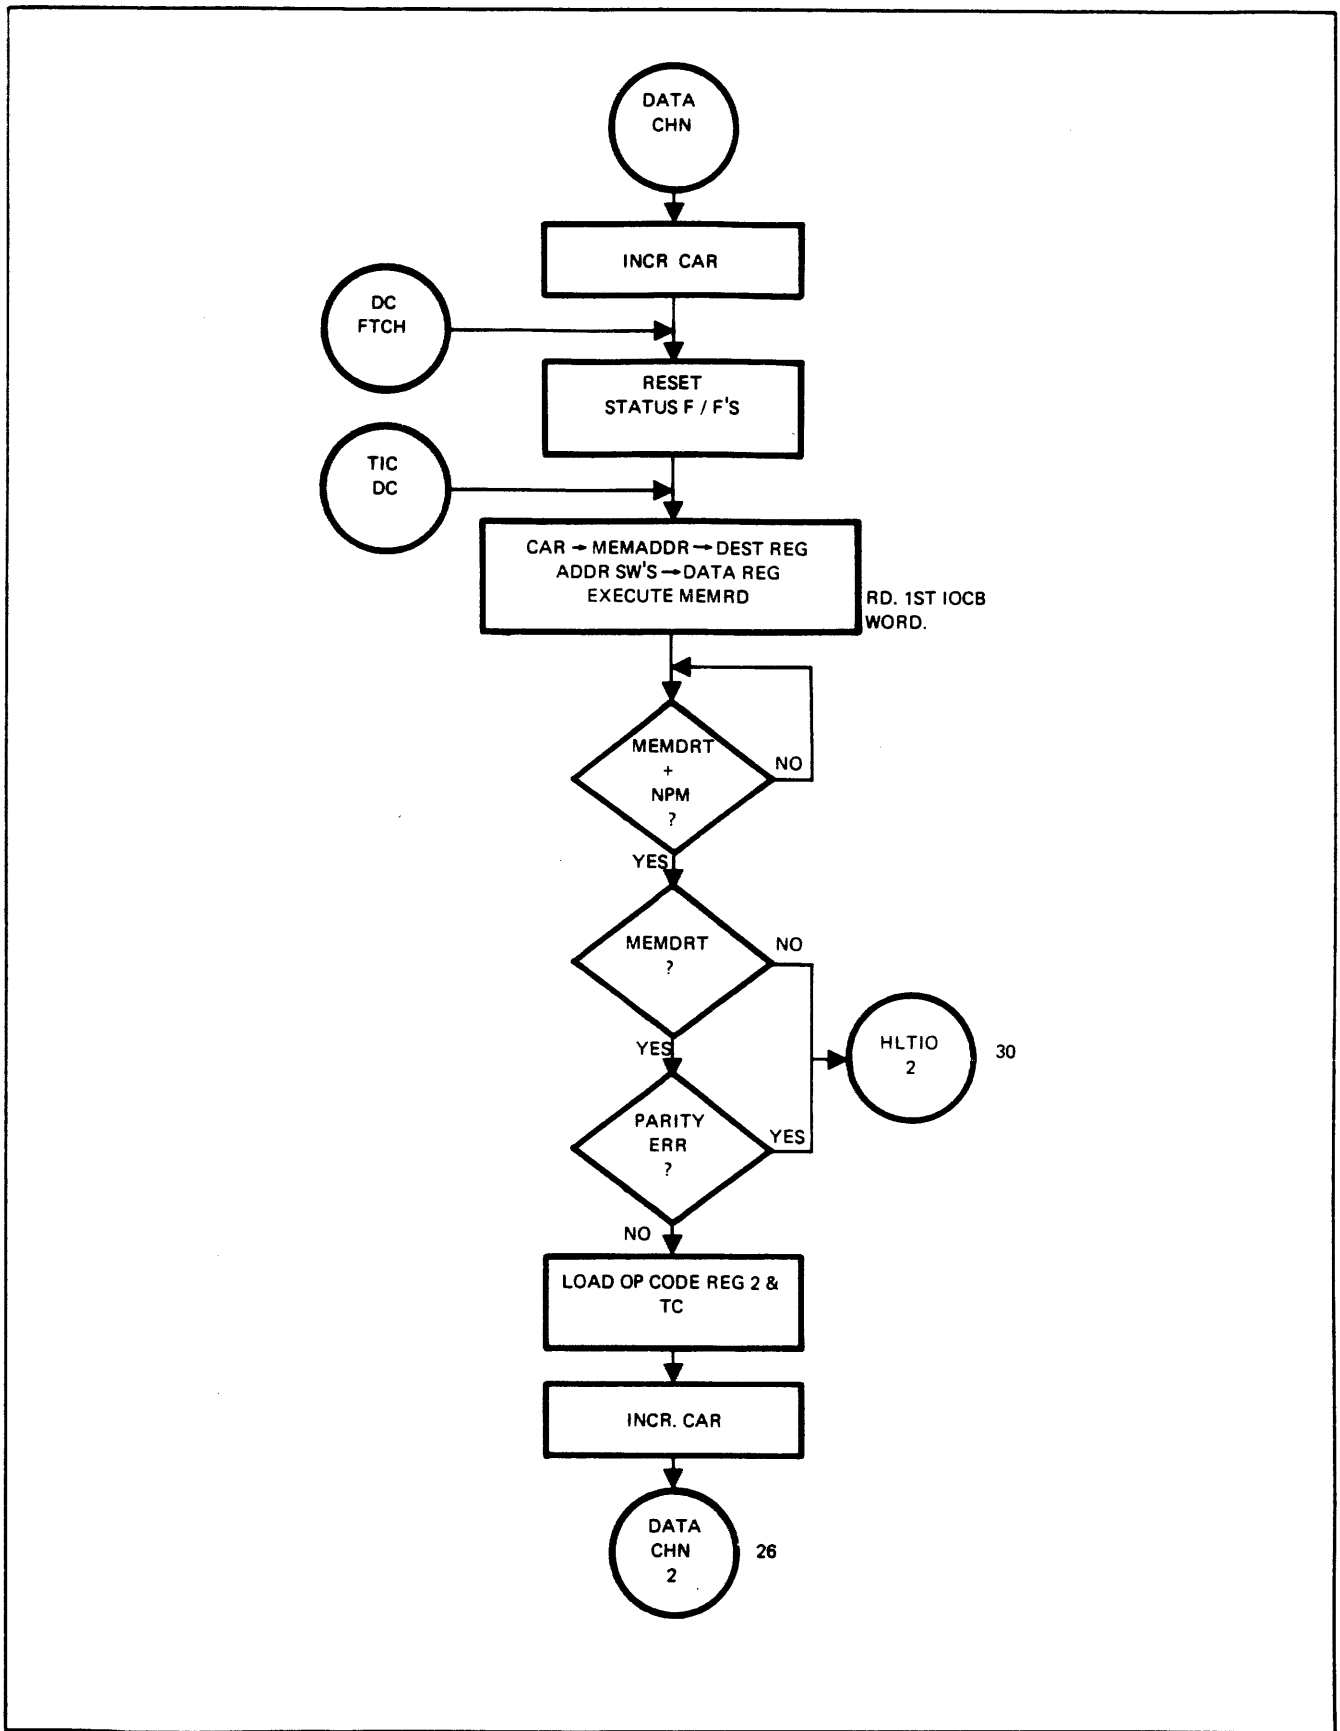 DATA
CHN
INCR CAR
DC
FTCH
RESET
STATUS F / F'S
TIC
DC
CAR → MEMADDR → DEST REG
ADDR SW'S → DATA REG
EXECUTE MEMRD
RD. 1ST IOCB
WORD.
MEMDRT
+
NPM
?
NO
YES
MEMDRT
?
NO
YES
HLTIO
2
30
PARITY
ERR
?
YES
NO
LOAD OP CODE REG 2 &
TC
INCR. CAR
DATA
CHN
2
26